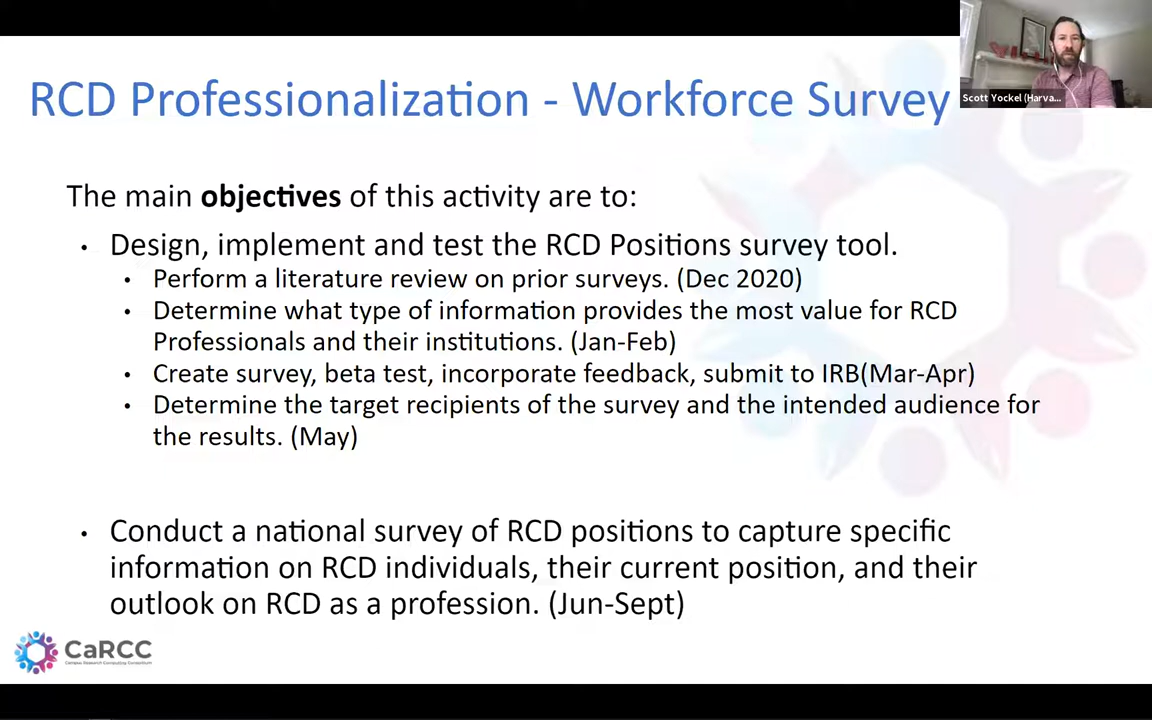 RCD Professionalization - Workforce Survey
Scott Yockel (Harva...
The main objectives of this activity are to:
• Design, implement and test the RCD Positions survey tool.
• Perform a literature review on prior surveys. (Dec 2020)
• Determine what type of information provides the most value for RCD
Professionals and their institutions. (Jan-Feb)
• Create survey, beta test, incorporate feedback, submit to IRB(Mar-Apr)
• Determine the target recipients of the survey and the intended audience for
the results. (May)
• Conduct a national survey of RCD positions to capture specific
information on RCD individuals, their current position, and their
outlook on RCD as a profession. (Jun-Sept)
CaRCC
Campus Research Computing Consortium